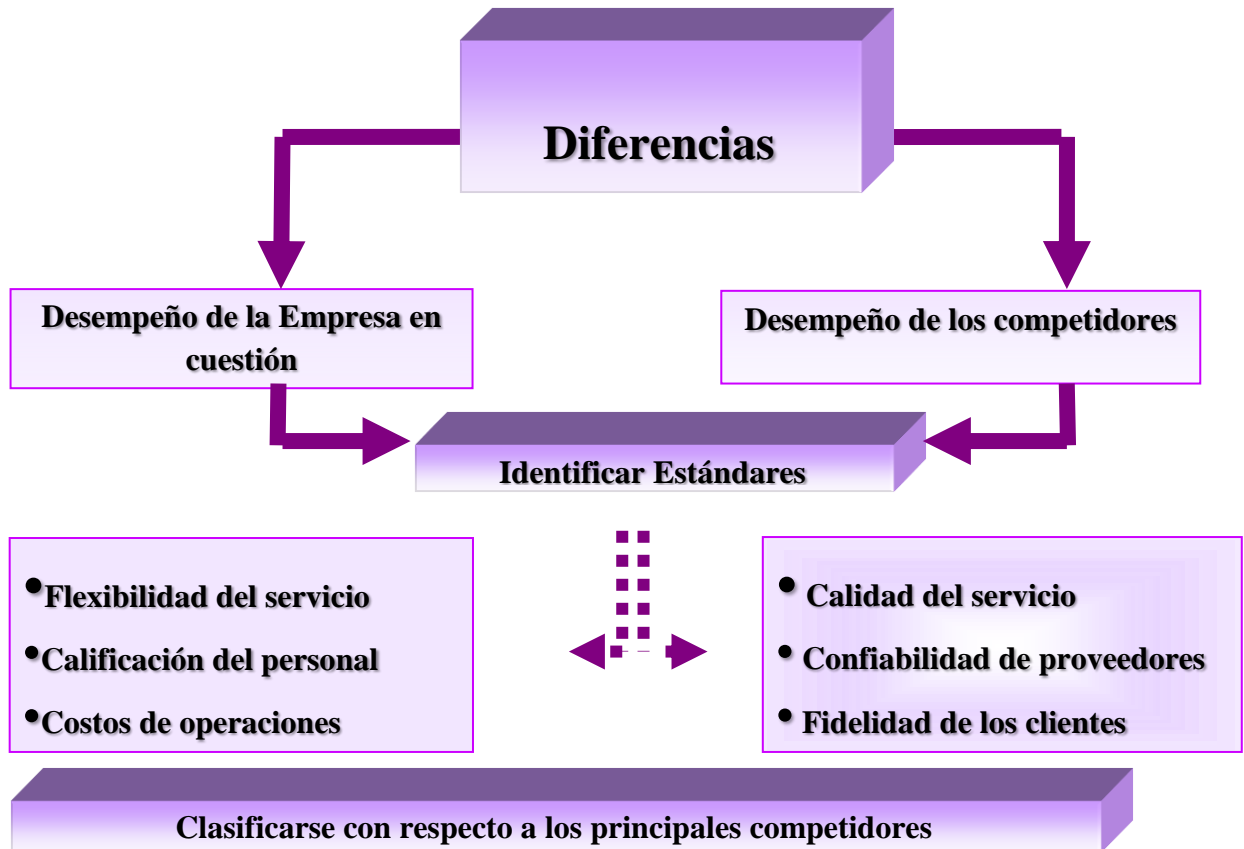 Diferencias
Desempeño de la Empresa en
cuestión
Desempeño de los competidores
Identificar Estándares
•Flexibilidad del servicio
•Calificación del personal
•Costos de operaciones
• Calidad del servicio
• Confiabilidad de proveedores
• Fidelidad de los clientes
Clasificarse con respecto a los principales competidores